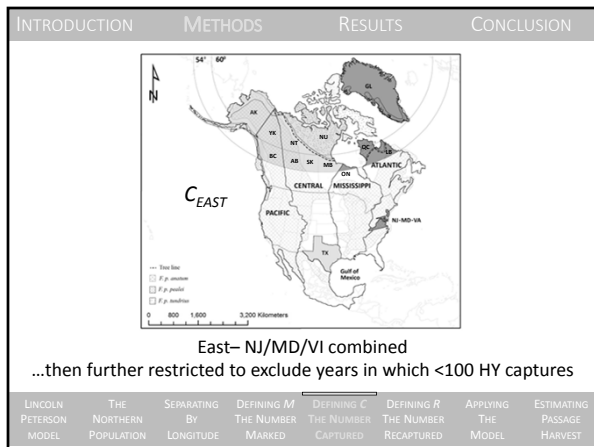 INTRODUCTION METHODS RESULTS CONCLUSION
54° 60°
N
GL
AK
YK
NT
NU
BC
AB
SK
MB
ON
QC
LB
ATLANTIC
CENTRAL MISSISSIPPI
PACIFIC
NJ-MD-VA
C_EAST
TX
Gulf of
Mexico
Tree line
F. p. anatum
F. p. pealei
F. p. tundrius
0 800 1,600 3,200 Kilometers
East– NJ/MD/VI combined
…then further restricted to exclude years in which <100 HY captures
LINCOLN PETERSON MODEL
THE NORTHERN POPULATION
SEPARATING BY LONGITUDE
DEFINING M THE NUMBER MARKED
DEFINING C THE NUMBER CAPTURED
DEFINING R THE NUMBER RECAPTURED
APPLYING THE MODEL
ESTIMATING PASSAGE HARVEST